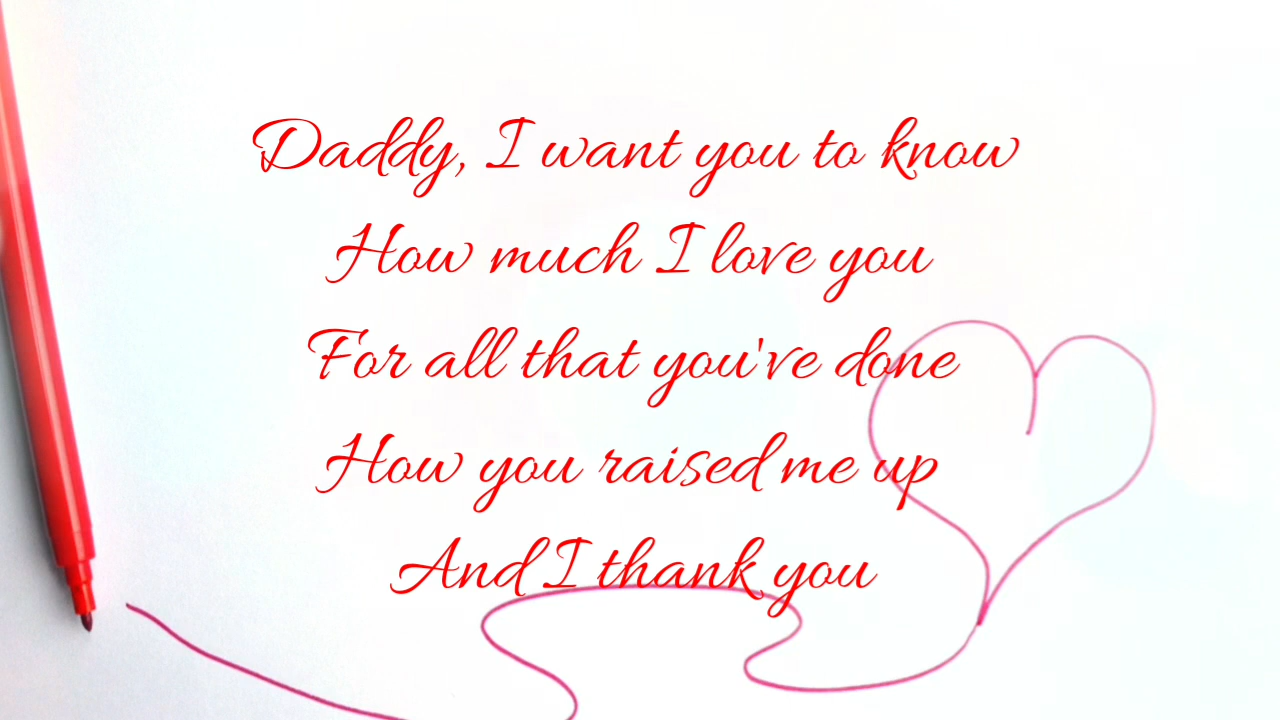 Daddy, I want you to know
How much I love you
For all that you've done
How you raised me up
And I thank you